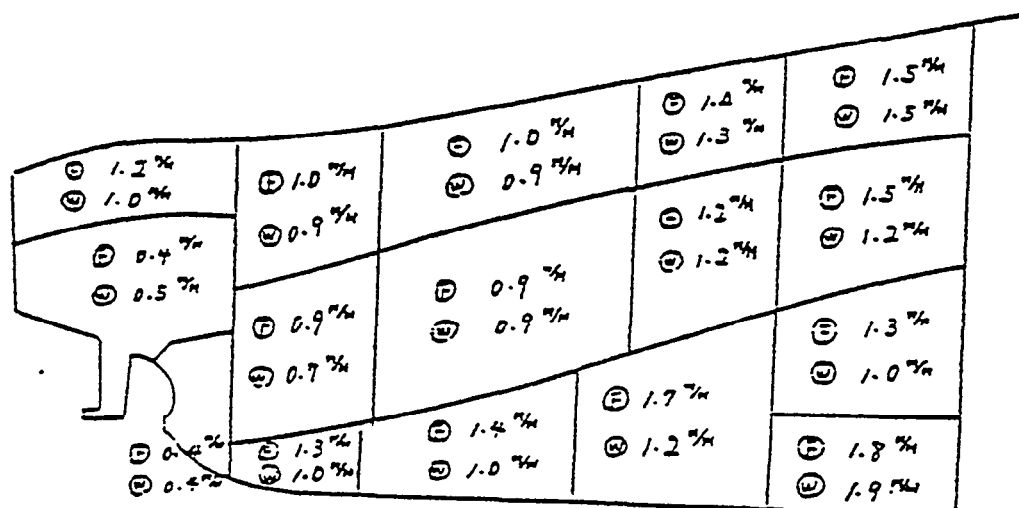 Ⓕ 1.2 m/M
Ⓦ 1.0 m/M
Ⓕ 1.0 m/M
Ⓦ 0.9 m/M
Ⓕ 1.0 m/M
Ⓦ 0.9 m/M
Ⓦ 1.3 m/M
Ⓕ 1.5 m/M
Ⓦ 1.5 m/M
Ⓕ 0.4 m/M
Ⓦ 0.5 m/M
Ⓕ 0.9 m/M
Ⓦ 0.7 m/M
Ⓕ 0.9 m/M
Ⓦ 0.9 m/M
Ⓕ 1.2 m/M
Ⓦ 1.2 m/M
Ⓕ 1.5 m/M
Ⓦ 1.2 m/M
Ⓕ 0.4 m/M
Ⓦ 0.4 m/M
Ⓕ 1.3 m/M
Ⓦ 1.0 m/M
Ⓕ 1.4 m/M
Ⓦ 1.0 m/M
Ⓕ 1.7 m/M
Ⓦ 1.2 m/M
Ⓕ 1.3 m/M
Ⓦ 1.0 m/M
Ⓕ 1.8 m/M
Ⓦ 1.9 m/M